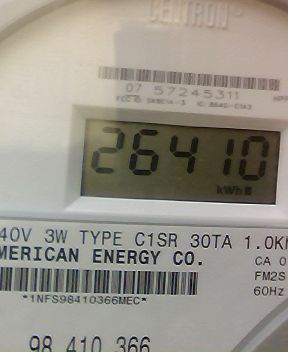 CENTRON
07 57245311
26410
kWh
40V 3W TYPE C1SR 30TA 1.0K
MERICAN ENERGY CO.
CA 0
FM2S
*1NFS98410366MEC*
60Hz
98 410 366